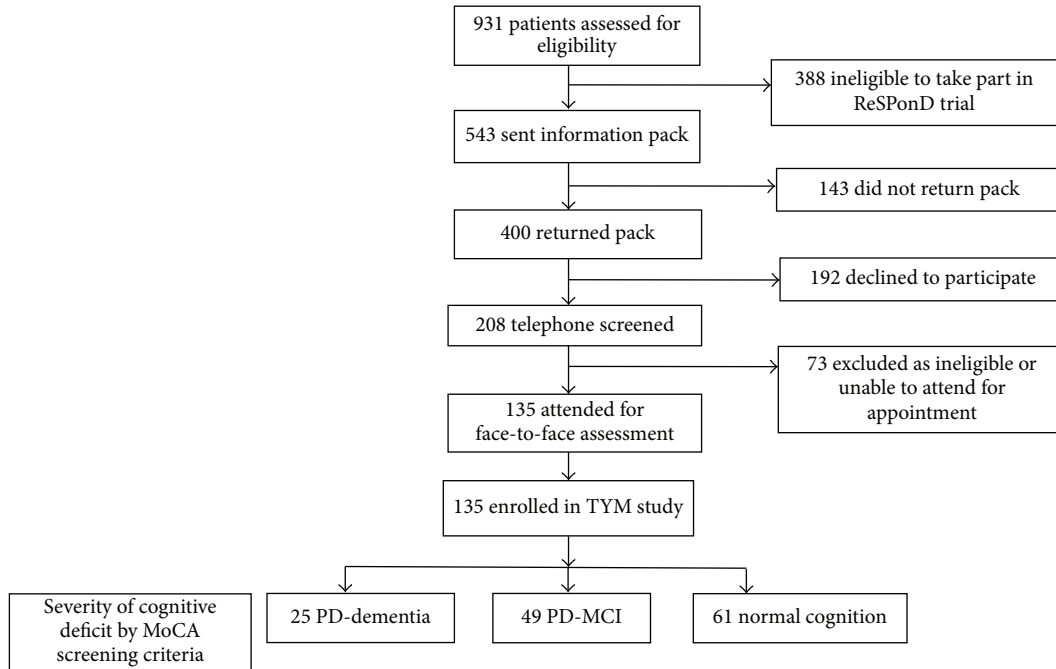 931 patients assessed for
eligibility
388 ineligible to take part in
ReSPonD trial
543 sent information pack
143 did not return pack
400 returned pack
192 declined to participate
208 telephone screened
73 excluded as ineligible or
unable to attend for
appointment
135 attended for
face-to-face assessment
135 enrolled in TYM study
Severity of cognitive
deficit by MoCA
screening criteria
25 PD-dementia
49 PD-MCI
61 normal cognition